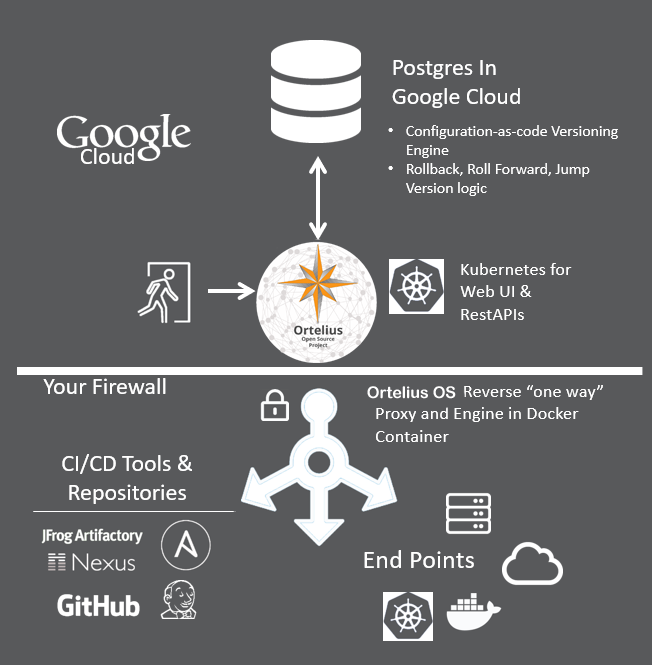 Postgres In
Google Cloud
Google
Cloud
• Configuration-as-code Versioning
Engine
• Rollback, Roll Forward, Jump
Version logic
Kubernetes for
Web UI &
RestAPIs
Ortelius
Open Source
Project
Your Firewall
Ortelius OS Reverse “one way”
Proxy and Engine in Docker
Container
CI/CD Tools &
Repositories
JFrog Artifactory
Nexus
GitHub
End Points